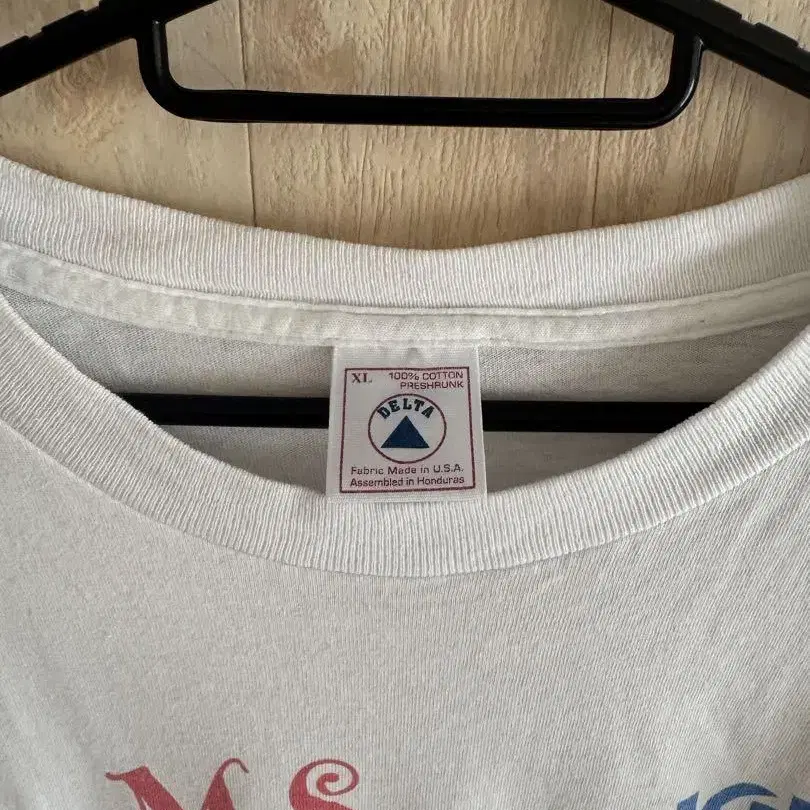 XL 100% COTTON
PRESHRUNK
DELTA
Fabric Made in U.S.A.
Assembled in Honduras
M.S